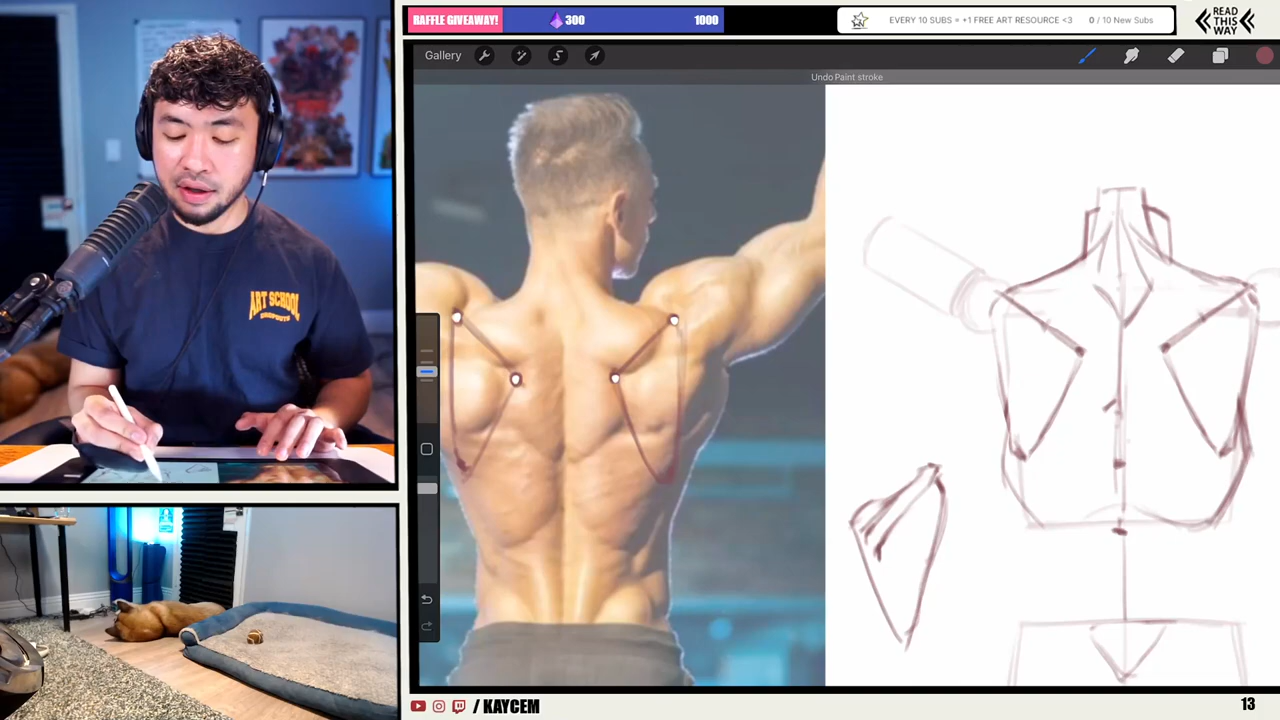 RAFFLE GIVEAWAY!
300
1000
EVERY 10 SUBS = +1 FREE ART RESOURCE <3
0 / 10 New Subs
READ
THIS
WAY
Gallery
Undo Paint stroke
ART SCHOOL
DROPOUTS
/ KAYCEM
13